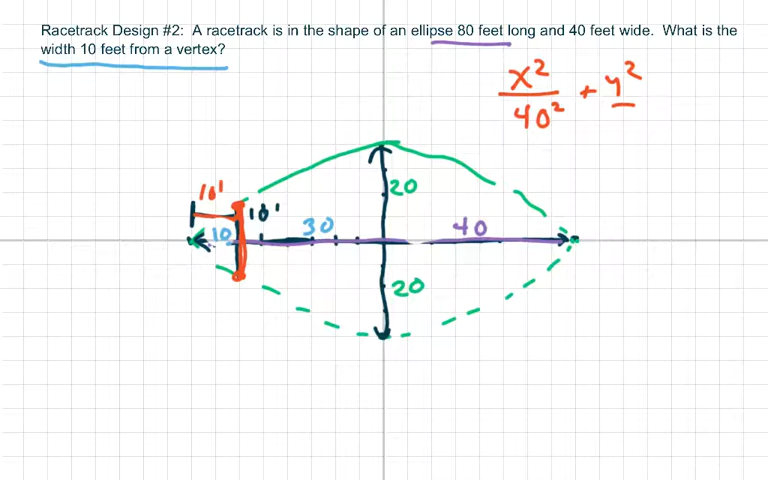 Racetrack Design #2: A racetrack is in the shape of an ellipse 80 feet long and 40 feet wide. What is the
width 10 feet from a vertex?
x² / 40² + y²
10'
20
10'
10 30 40
20